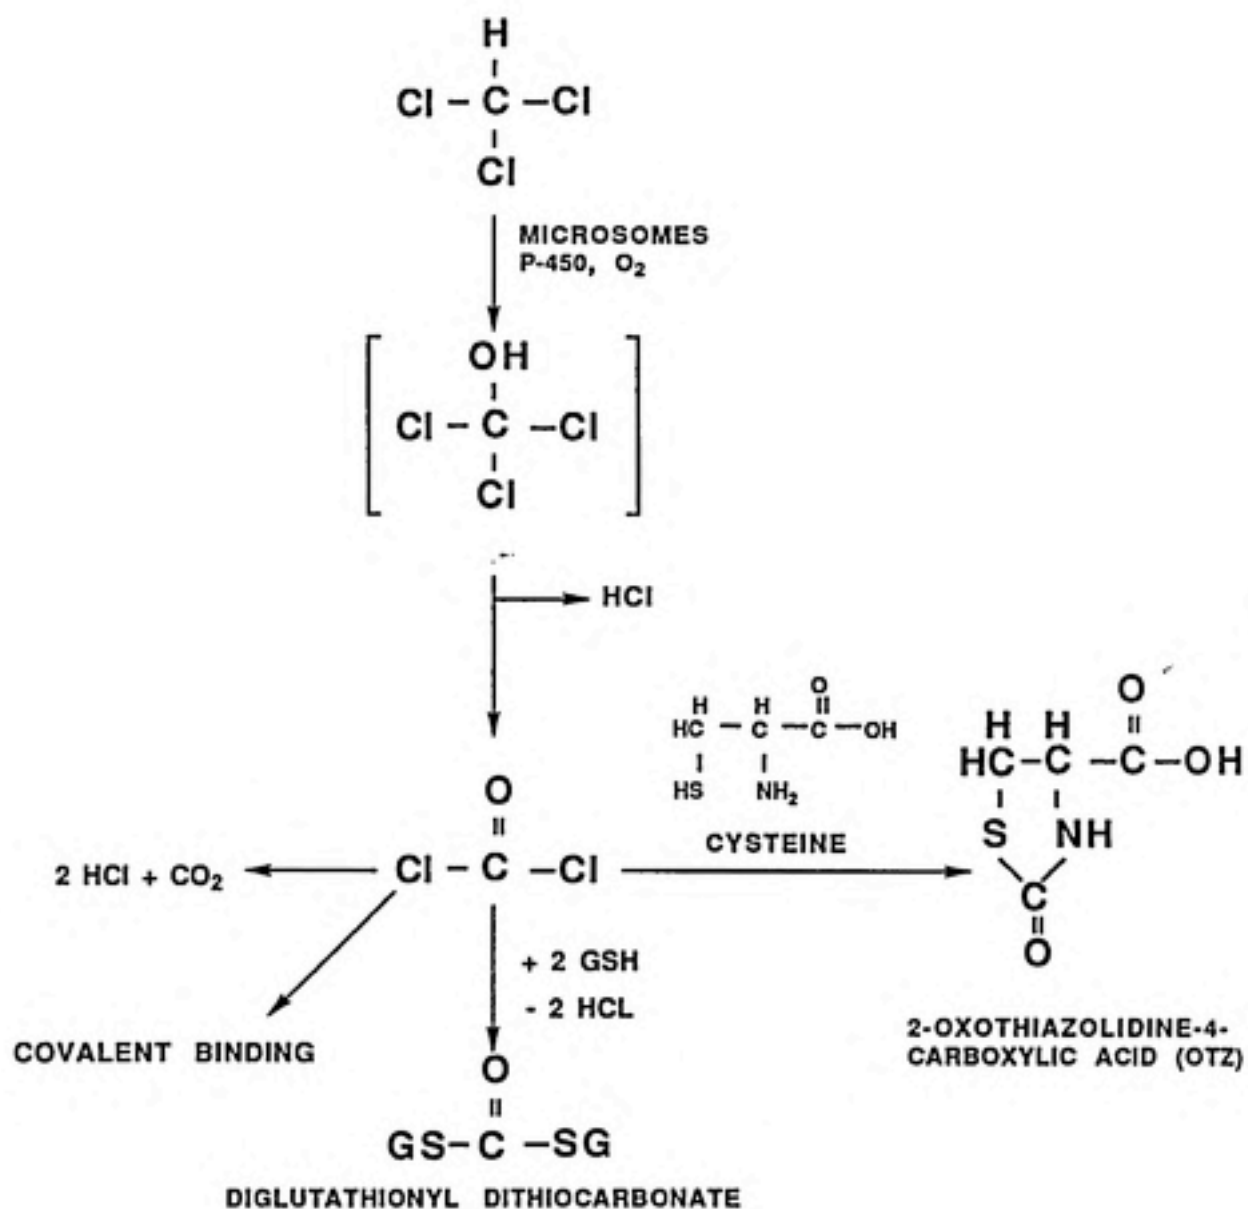 H
Cl – C – Cl
Cl
MICROSOMES
P-450, O₂
OH
Cl – C – Cl
Cl
HCl
O
H H
HC – C – C – OH
HS NH₂
CYSTEINE
O
H H
HC – C – C – OH
S NH
C
O
O
Cl – C – Cl
2 HCl + CO₂
+ 2 GSH
- 2 HCL
COVALENT BINDING
O
GS – C – SG
DIGLUTATHIONYL DITHIOCARBONATE
2-OXOTHIAZOLIDINE-4-
CARBOXYLIC ACID (OTZ)